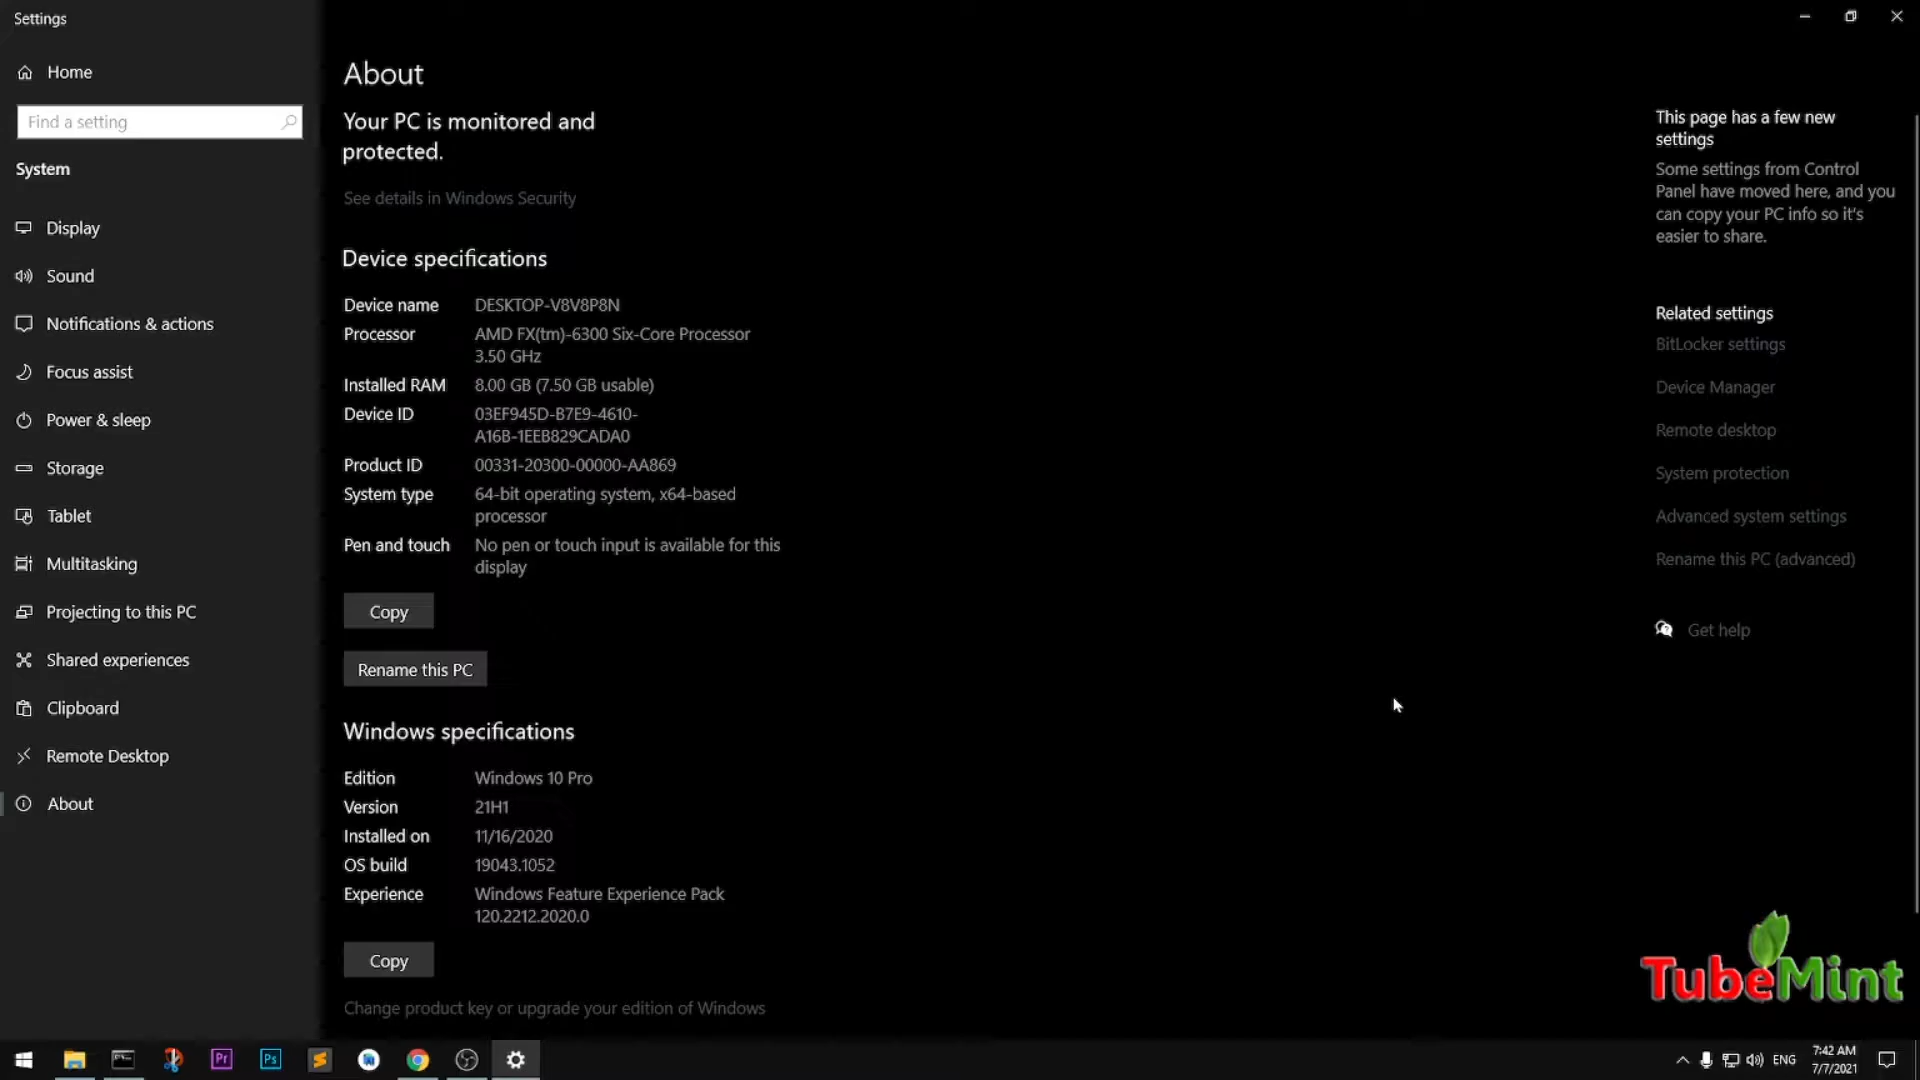 Settings
Home
Find a setting
System
Display
Sound
Notifications & actions
Focus assist
Power & sleep
Storage
Tablet
Multitasking
Projecting to this PC
Shared experiences
Clipboard
Remote Desktop
About
About
Your PC is monitored and
protected.
See details in Windows Security
Device specifications
Device name DESKTOP-V8V8P8N
Processor AMD FX(tm)-6300 Six-Core Processor
3.50 GHz
Installed RAM 8.00 GB (7.50 GB usable)
Device ID 03EF945D-B7E9-4610-
A16B-1EEB829CADA0
Product ID 00331-20300-00000-AA869
System type 64-bit operating system, x64-based
processor
Pen and touch No pen or touch input is available for this
display
Copy
Rename this PC
Windows specifications
Edition Windows 10 Pro
Version 21H1
Installed on 11/16/2020
OS build 19043.1052
Experience Windows Feature Experience Pack
120.2212.2020.0
Copy
Change product key or upgrade your edition of Windows
This page has a few new
settings
Some settings from Control
Panel have moved here, and you
can copy your PC info so it's
easier to share.
Related settings
BitLocker settings
Device Manager
Remote desktop
System protection
Advanced system settings
Rename this PC (advanced)
Get help
TubeMint
Pr
Ps
ENG
7:42 AM
7/7/2021